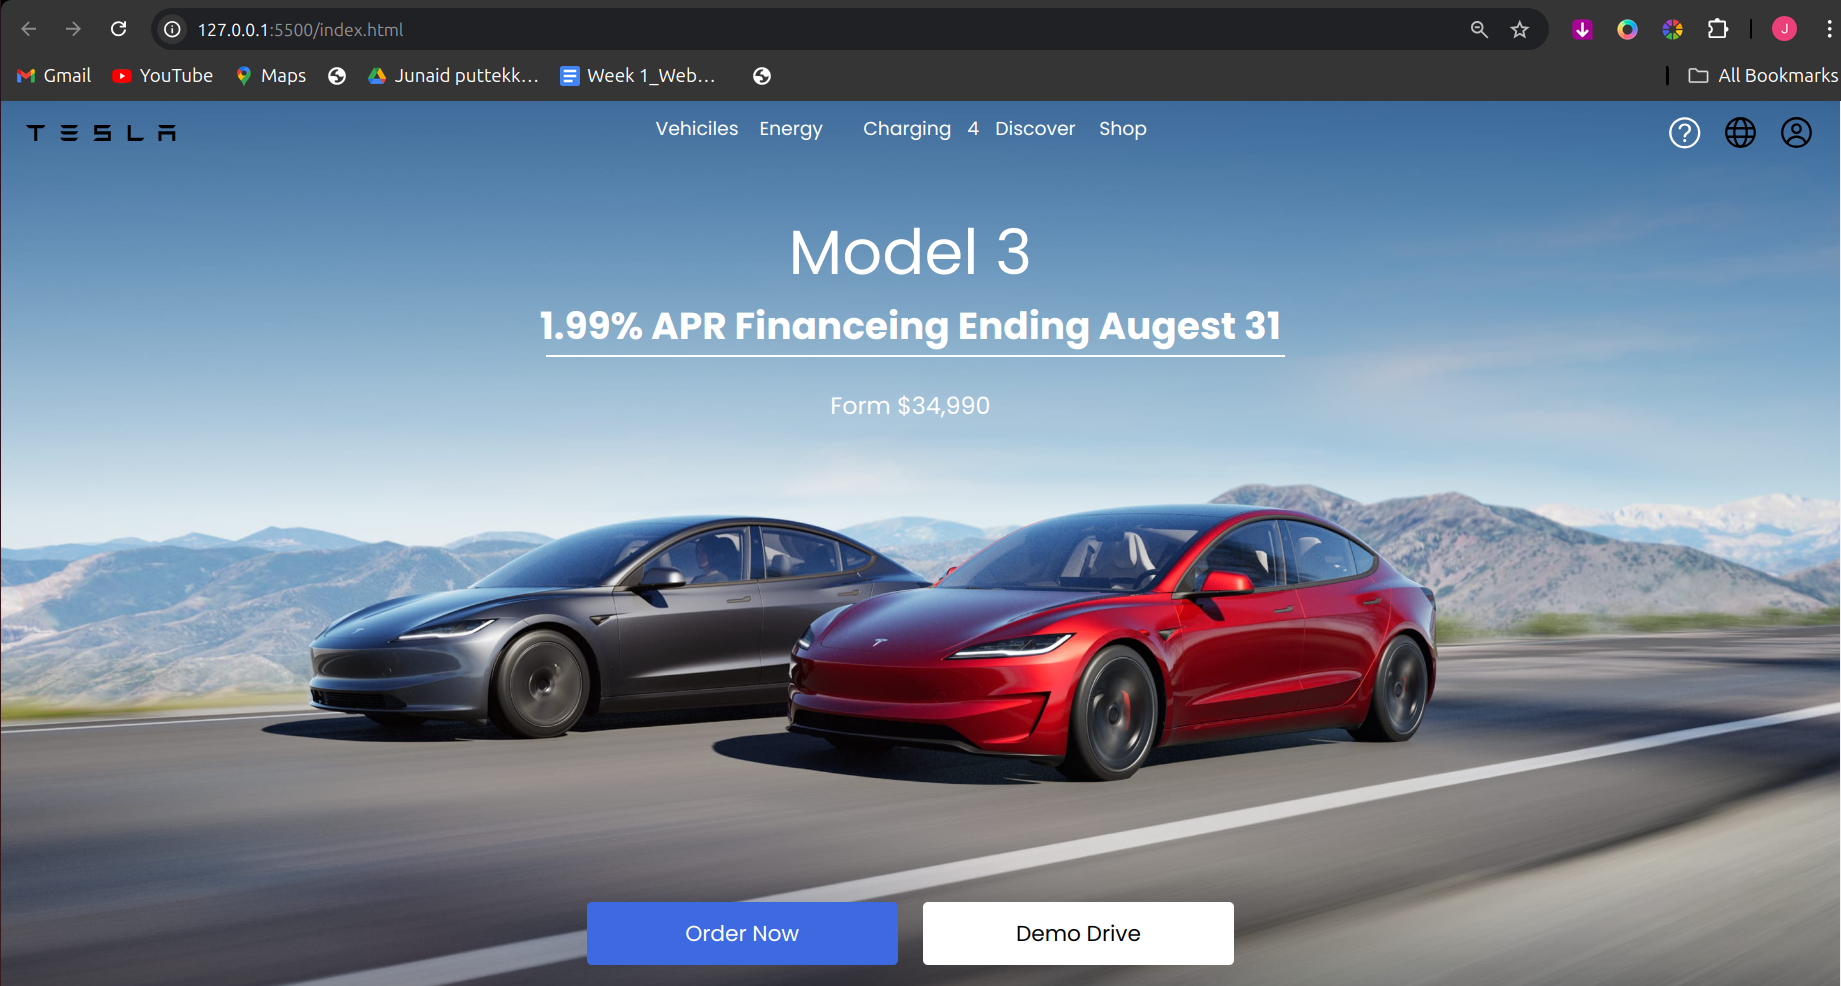 127.0.0.1:5500/index.html
J
Gmail YouTube Maps Junaid puttekk... Week 1_Web... All Bookmarks
TESLA Vehiciles Energy Charging 4 Discover Shop ?
Model 3
1.99% APR Financeing Ending Augest 31
Form $34,990
Order Now Demo Drive